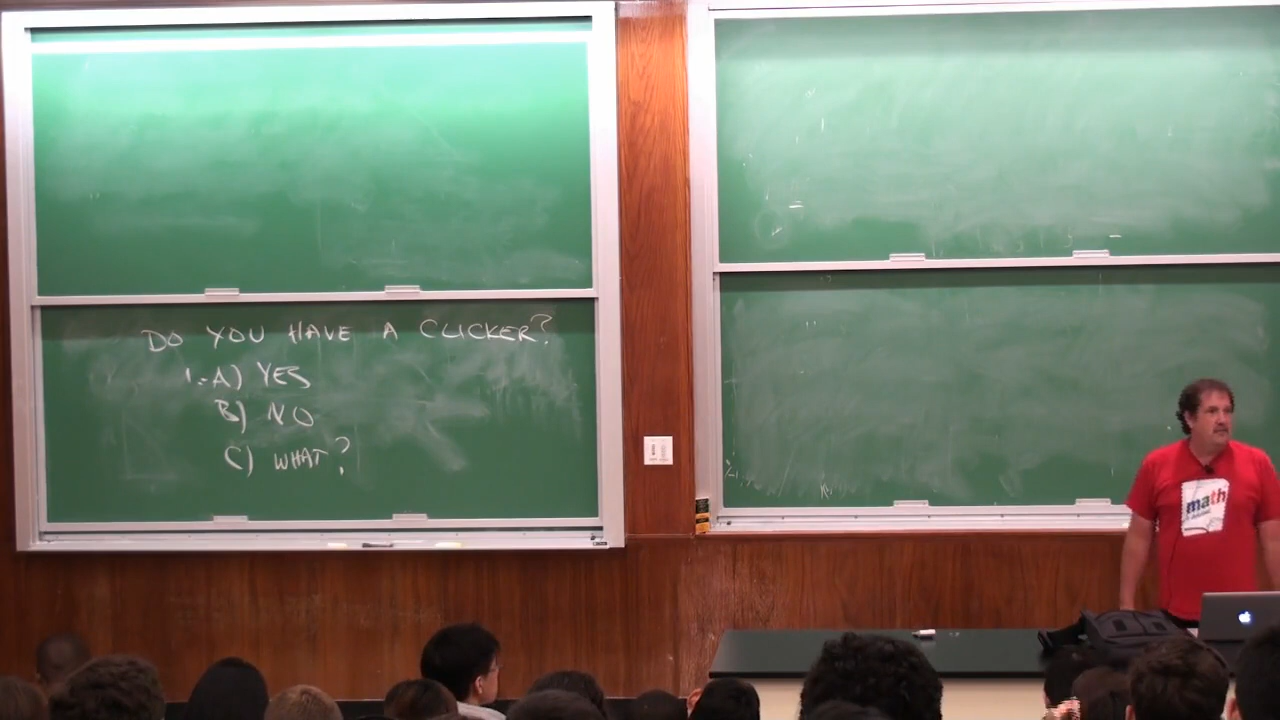 DO YOU HAVE A CLICKER?
1. A) YES
B) NO
C) WHAT?
math